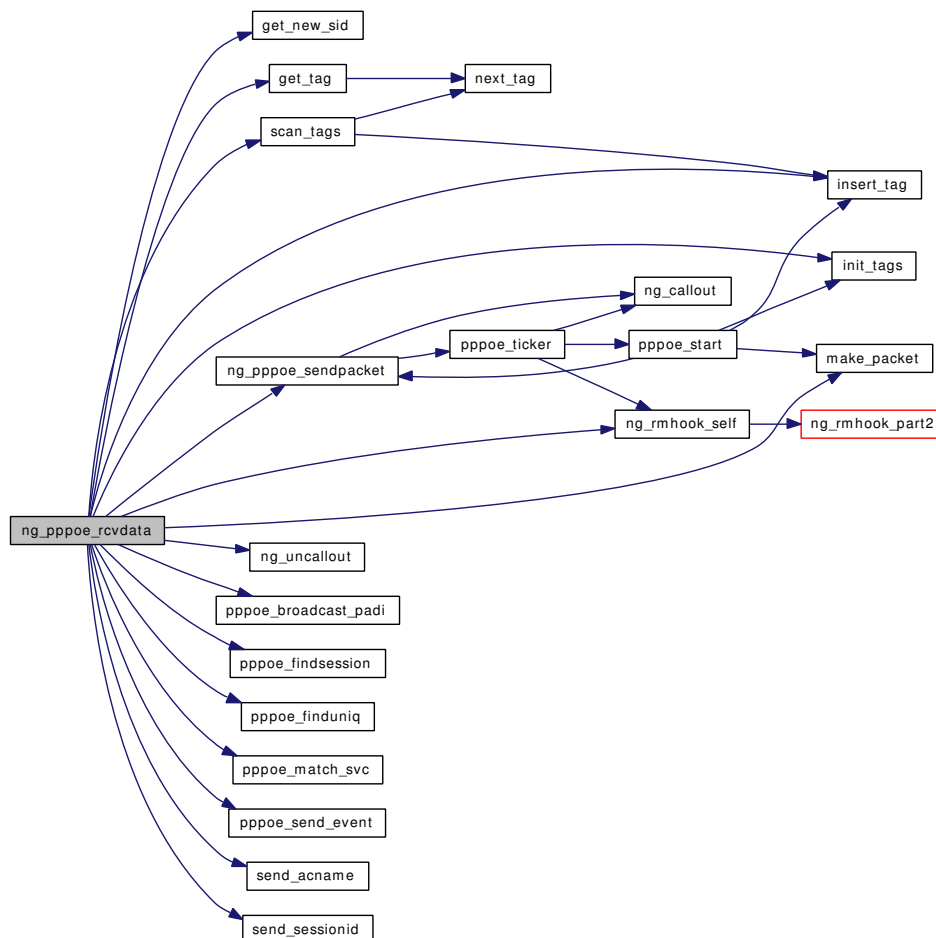 get_new_sid
get_tag
next_tag
scan_tags
insert_tag
init_tags
ng_callout
pppoe_ticker
pppoe_start
make_packet
ng_pppoe_sendpacket
ng_rmhook_self
ng_rmhook_part2
ng_pppoe_rcvdata
ng_uncallout
pppoe_broadcast_padi
pppoe_findsession
pppoe_finduniq
pppoe_match_svc
pppoe_send_event
send_acname
send_sessionid